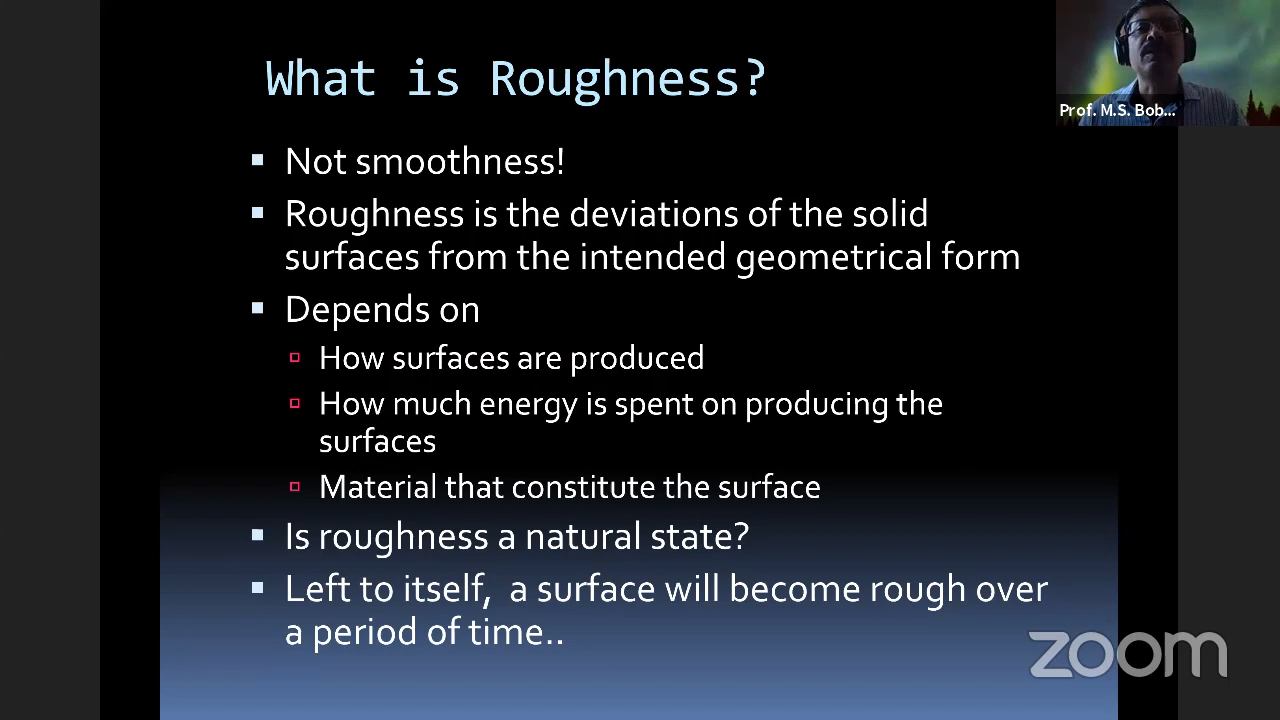 What is Roughness?
Prof. M.S. Bob...
▪ Not smoothness!
▪ Roughness is the deviations of the solid
surfaces from the intended geometrical form
▪ Depends on
▫ How surfaces are produced
▫ How much energy is spent on producing the
surfaces
▫ Material that constitute the surface
▪ Is roughness a natural state?
▪ Left to itself, a surface will become rough over
a period of time..
zoom